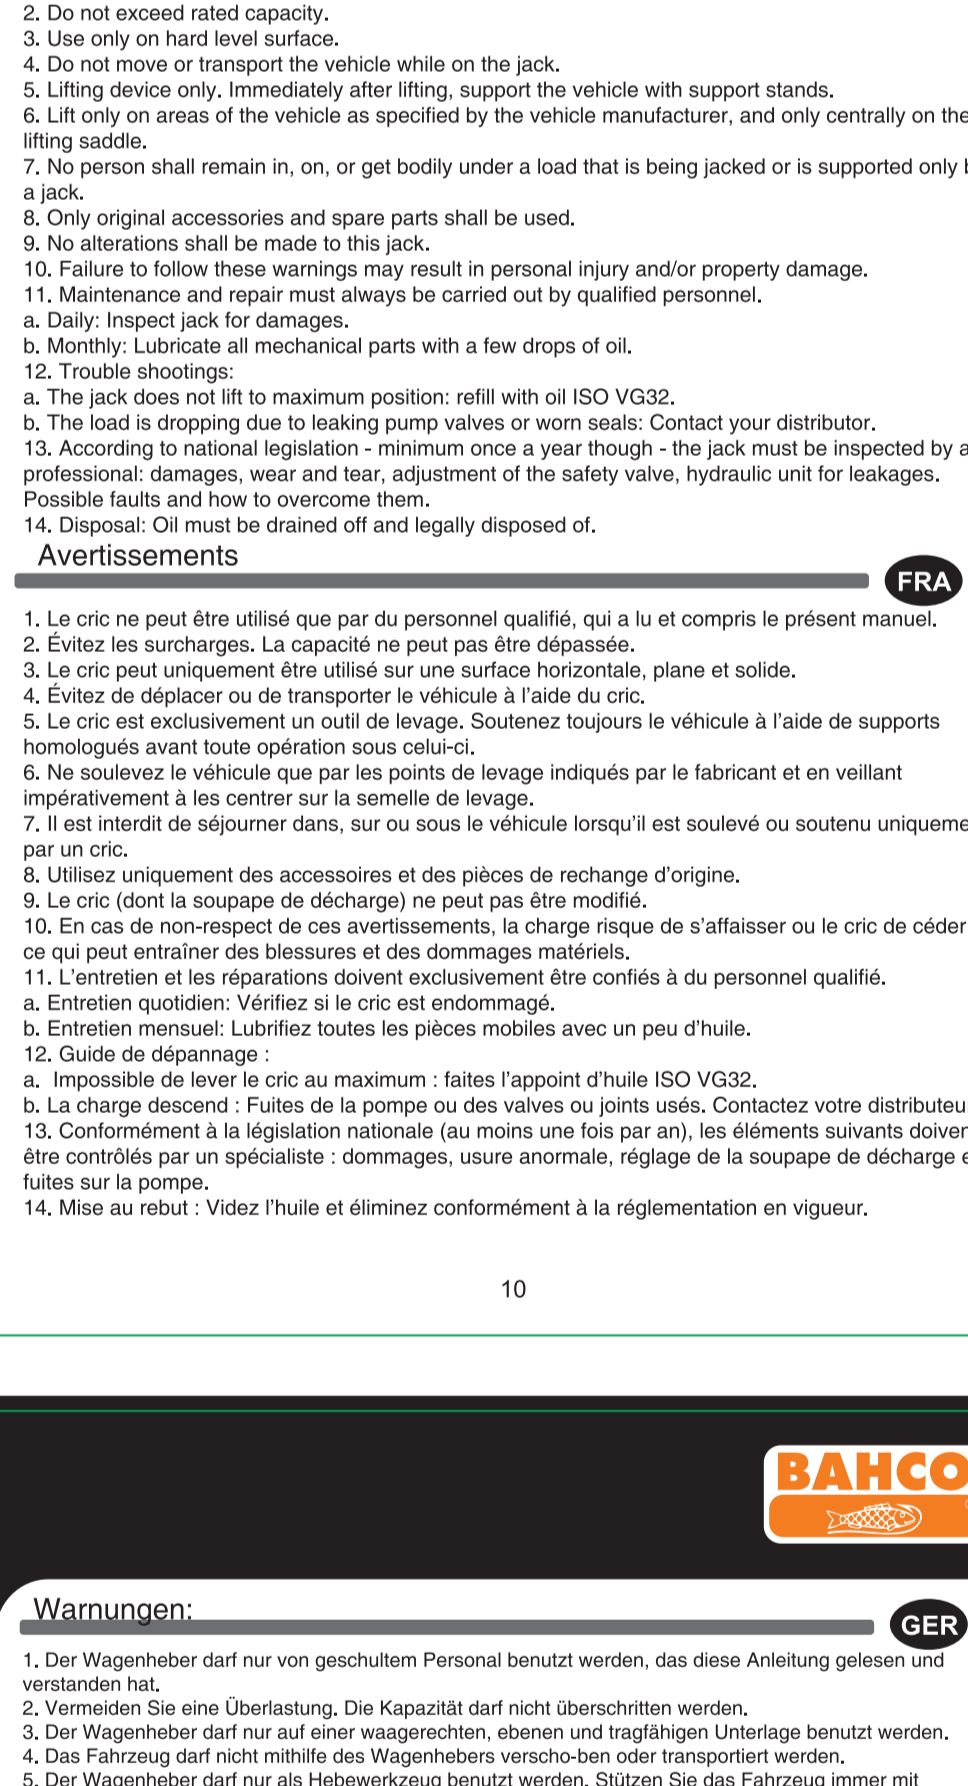 2. Do not exceed rated capacity.
3. Use only on hard level surface.
4. Do not move or transport the vehicle while on the jack.
5. Lifting device only. Immediately after lifting, support the vehicle with support stands.
6. Lift only on areas of the vehicle as specified by the vehicle manufacturer, and only centrally on the
lifting saddle.
7. No person shall remain in, on, or get bodily under a load that is being jacked or is supported only
a jack.
8. Only original accessories and spare parts shall be used.
9. No alterations shall be made to this jack.
10. Failure to follow these warnings may result in personal injury and/or property damage.
11. Maintenance and repair must always be carried out by qualified personnel.
a. Daily: Inspect jack for damages.
b. Monthly: Lubricate all mechanical parts with a few drops of oil.
12. Trouble shootings:
a. The jack does not lift to maximum position: refill with oil ISO VG32.
b. The load is dropping due to leaking pump valves or worn seals: Contact your distributor.
13. According to national legislation - minimum once a year though - the jack must be inspected by a
professional: damages, wear and tear, adjustment of the safety valve, hydraulic unit for leakages.
Possible faults and how to overcome them.
14. Disposal: Oil must be drained off and legally disposed of.
Avertissements
FRA
1. Le cric ne peut être utilisé que par du personnel qualifié, qui a lu et compris le présent manuel.
2. Évitez les surcharges. La capacité ne peut pas être dépassée.
3. Le cric peut uniquement être utilisé sur une surface horizontale, plane et solide.
4. Évitez de déplacer ou de transporter le véhicule à l'aide du cric.
5. Le cric est exclusivement un outil de levage. Soutenez toujours le véhicule à l'aide de supports
homologués avant toute opération sous celui-ci.
6. Ne soulevez le véhicule que par les points de levage indiqués par le fabricant et en veillant
impérativement à les centrer sur la semelle de levage.
7. Il est interdit de séjourner dans, sur ou sous le véhicule lorsqu'il est soulevé ou soutenu uniqueme
par un cric.
8. Utilisez uniquement des accessoires et des pièces de rechange d'origine.
9. Le cric (dont la soupape de décharge) ne peut pas être modifié.
10. En cas de non-respect de ces avertissements, la charge risque de s'affaisser ou le cric de céder
ce qui peut entraîner des blessures et des dommages matériels.
11. L'entretien et les réparations doivent exclusivement être confiés à du personnel qualifié.
a. Entretien quotidien: Vérifiez si le cric est endommagé.
b. Entretien mensuel: Lubrifiez toutes les pièces mobiles avec un peu d'huile.
12. Guide de dépannage :
a.  Impossible de lever le cric au maximum : faites l'appoint d'huile ISO VG32.
b. La charge descend : Fuites de la pompe ou des valves ou joints usés. Contactez votre distributeu
13. Conformément à la législation nationale (au moins une fois par an), les éléments suivants doiven
être contrôlés par un spécialiste : dommages, usure anormale, réglage de la soupape de décharge e
fuites sur la pompe.
14. Mise au rebut : Videz l'huile et éliminez conformément à la réglementation en vigueur.
10
BAHCO
Warnungen:
GER
1. Der Wagenheber darf nur von geschultem Personal benutzt werden, das diese Anleitung gelesen und
verstanden hat.
2. Vermeiden Sie eine Überlastung. Die Kapazität darf nicht überschritten werden.
3. Der Wagenheber darf nur auf einer waagerechten, ebenen und tragfähigen Unterlage benutzt werden.
4. Das Fahrzeug darf nicht mithilfe des Wagenhebers verscho-ben oder transportiert werden.
5. Der Wagenheber darf nur als Hebewerkzeug benutzt werden. Stützen Sie das Fahrzeug immer mit